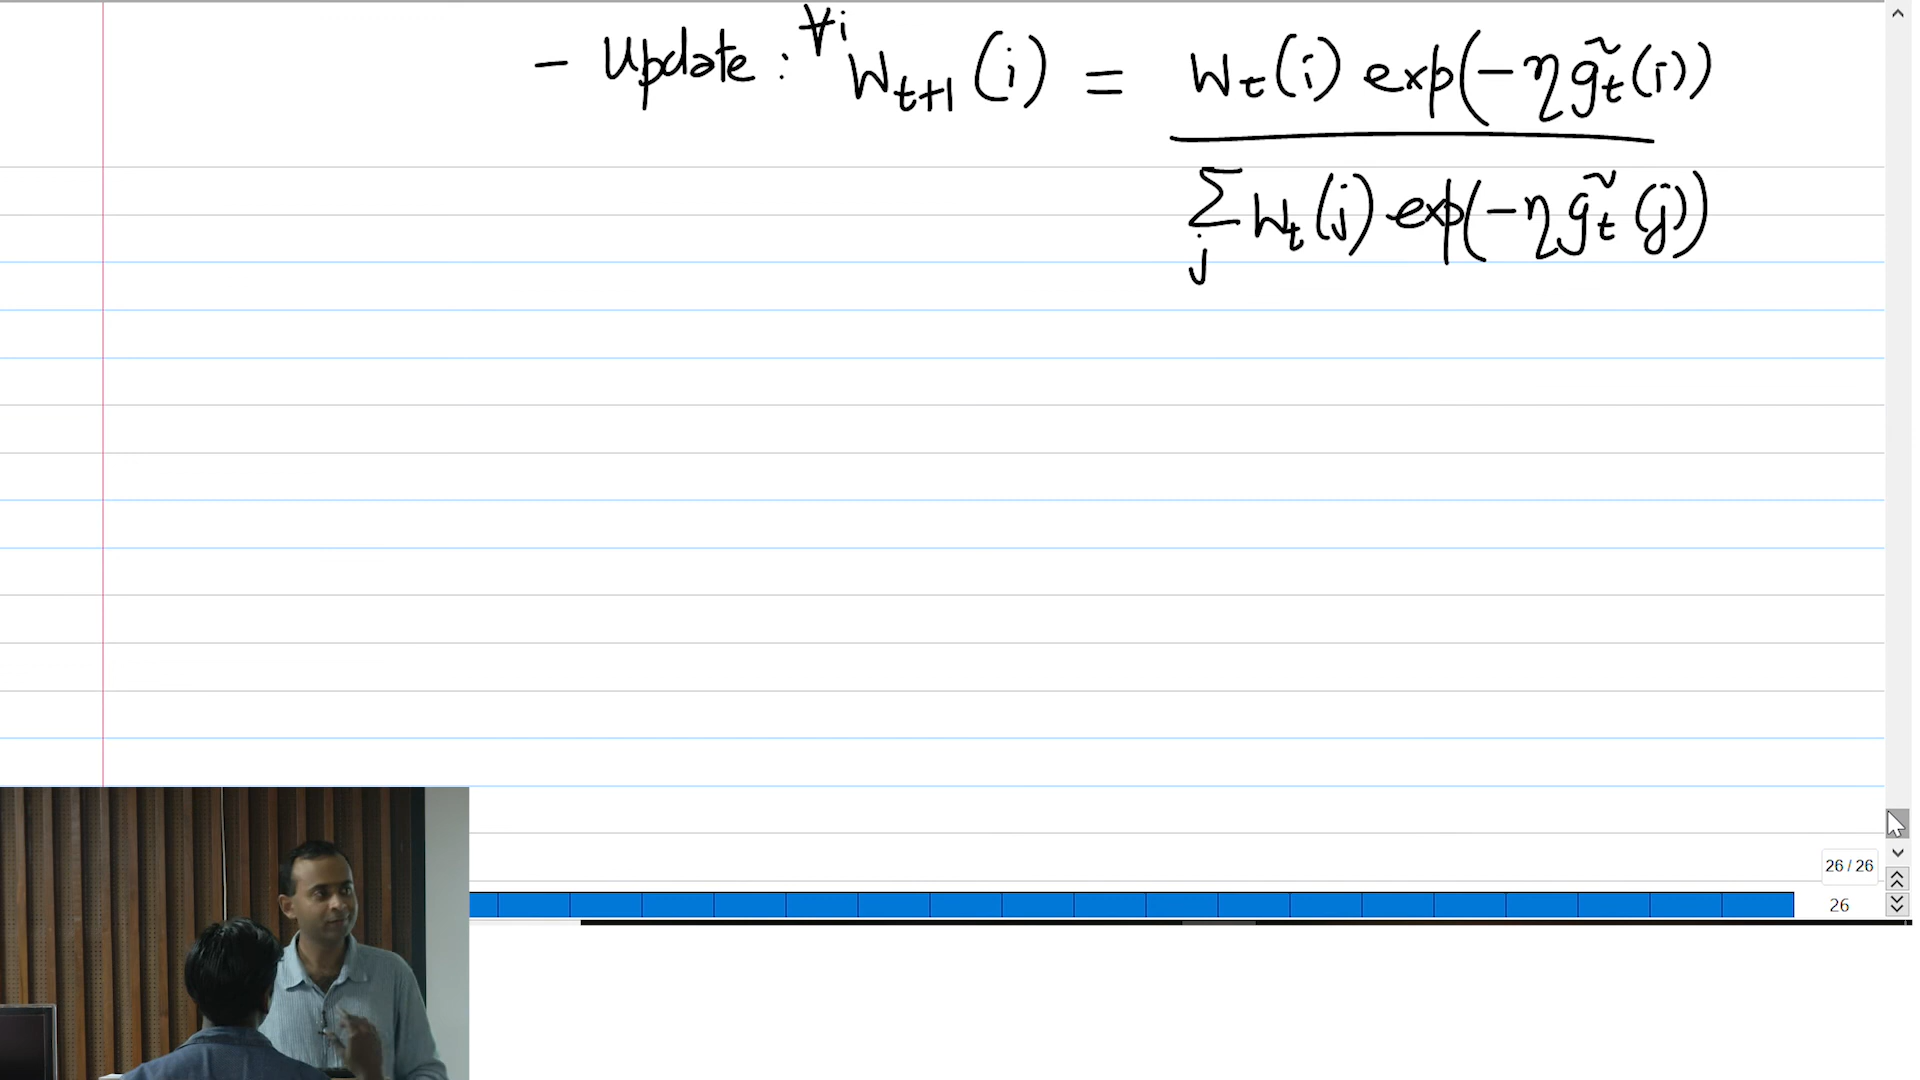 - Update : ∀i W_{t+1}(i) = W_t(i) exp(-η g̃_t(i))
Σ_j W_t(j) exp(-η g̃_t(j))
26 / 26
26